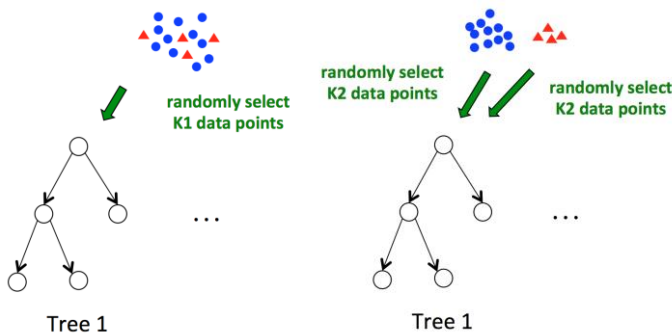 randomly select
K1 data points
...
Tree 1
randomly select
K2 data points
randomly select
K2 data points
...
Tree 1